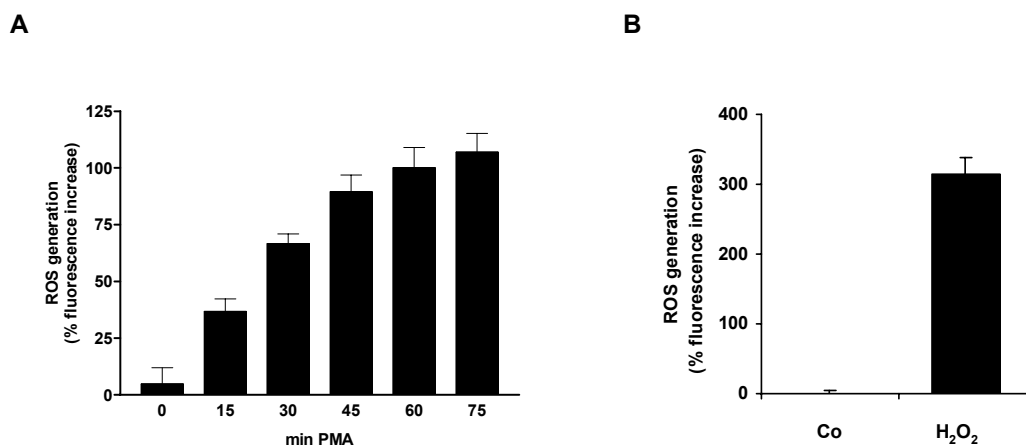 A
ROS generation
(% fluorescence increase)
125
100
75
50
25
0
0 15 30 45 60 75
min PMA
B
ROS generation
(% fluorescence increase)
400
300
200
100
0
Co H₂O₂